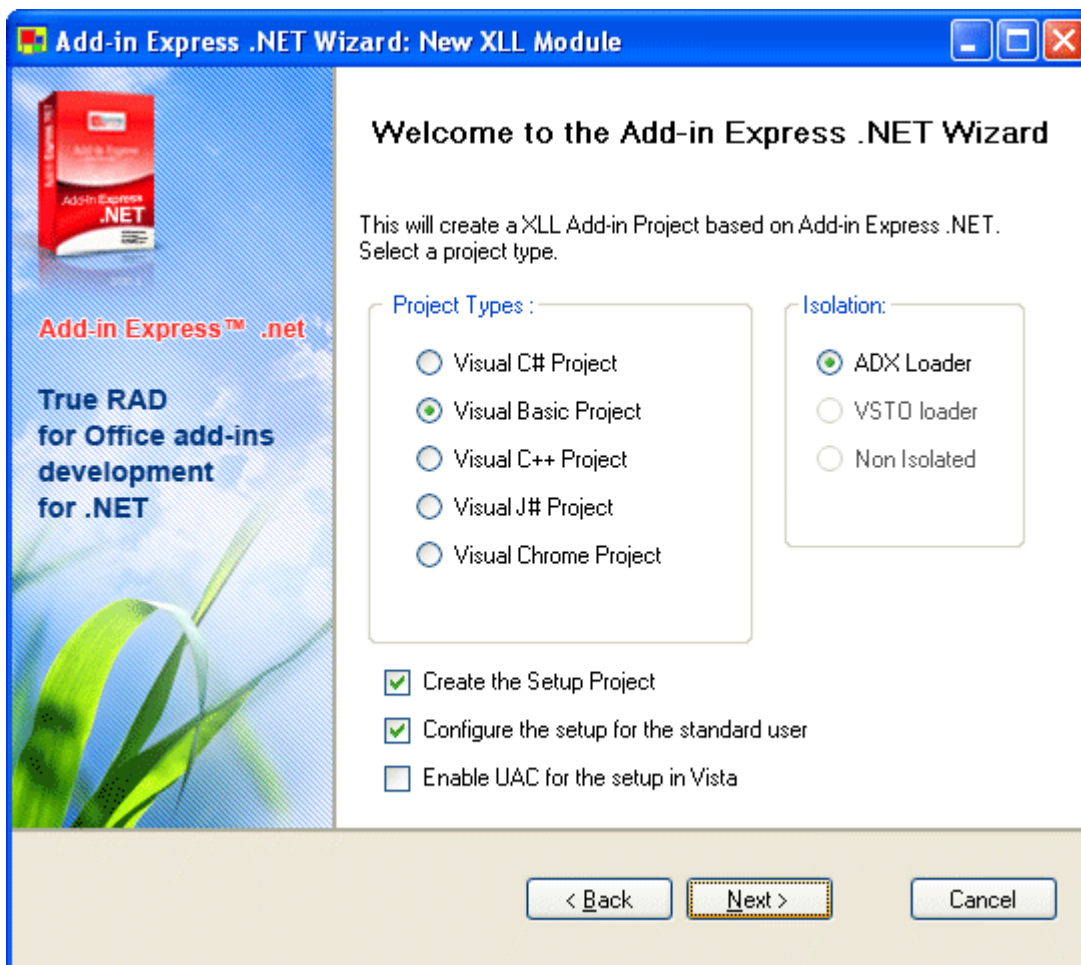 Add-in Express .NET Wizard: New XLL Module
Add-in Express
.NET
Add-in Express™ .net
True RAD
for Office add-ins
development
for .NET
Welcome to the Add-in Express .NET Wizard
This will create a XLL Add-in Project based on Add-in Express .NET.
Select a project type.
Project Types :
Visual C# Project
Visual Basic Project
Visual C++ Project
Visual J# Project
Visual Chrome Project
Isolation:
ADX Loader
VSTO loader
Non Isolated
Create the Setup Project
Configure the setup for the standard user
Enable UAC for the setup in Vista
< Back
Next >
Cancel